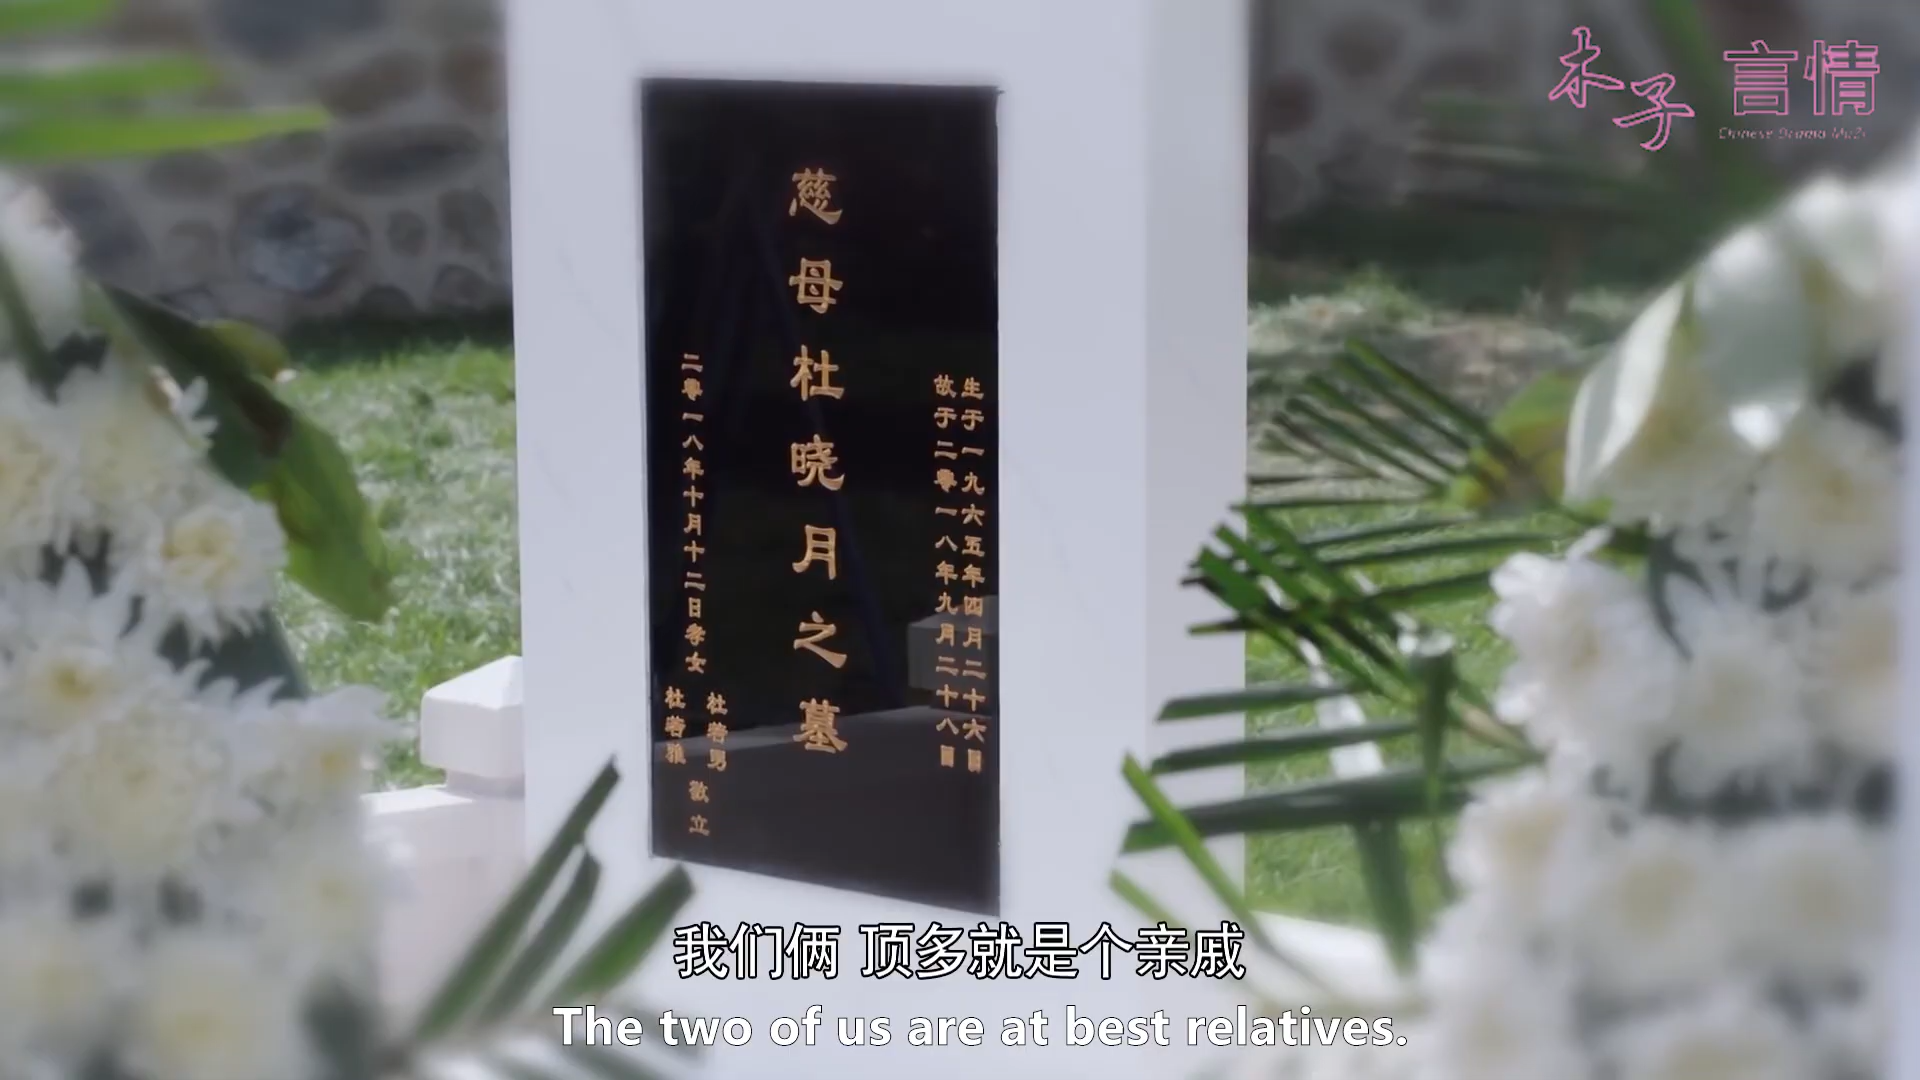 木子 言情
Chinese Drama MuZi
生于一九六五年四月二十六日
故于二零一八年九月二十八日
慈母杜晓月之墓
二零一八年十月十二日孝女
杜若男
杜若雅
敬立
我们俩 顶多就是个亲戚
The two of us are at best relatives.